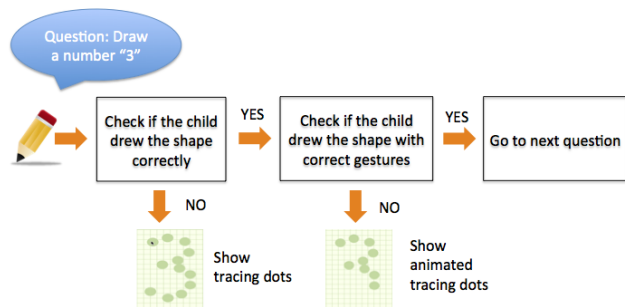 Question: Draw
a number “3”
Check if the child
drew the shape
correctly
YES
Check if the child
drew the shape with
correct gestures
YES
Go to next question
NO
Show
tracing dots
NO
Show
animated
tracing dots